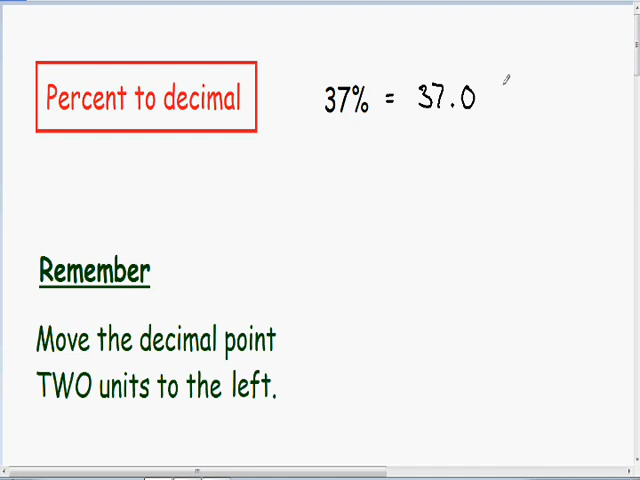 Percent to decimal
37% = 37.0
Remember
Move the decimal point
TWO units to the left.